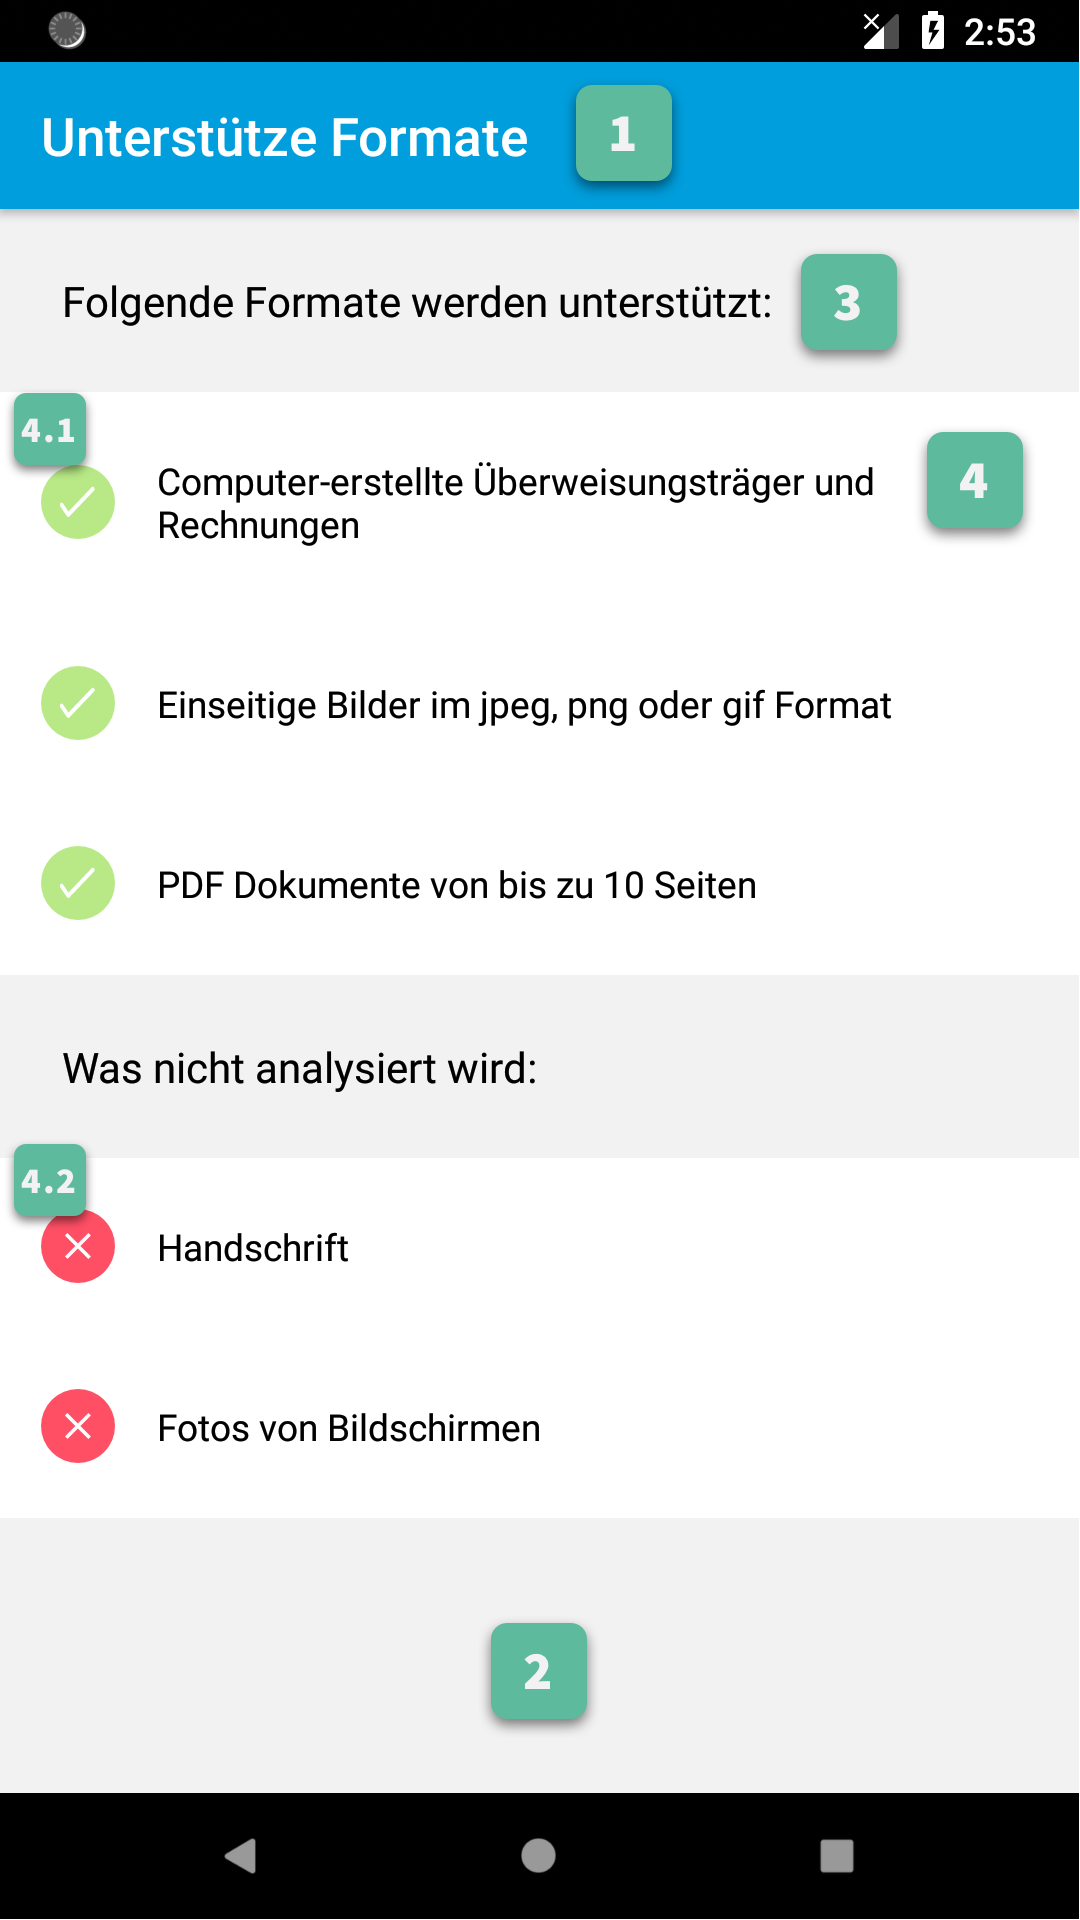 2:53
Unterstütze Formate
1
Folgende Formate werden unterstützt:
3
4.1
Computer-erstellte Überweisungsträger und
Rechnungen
4
Einseitige Bilder im jpeg, png oder gif Format
PDF Dokumente von bis zu 10 Seiten
Was nicht analysiert wird:
4.2
Handschrift
Fotos von Bildschirmen
2